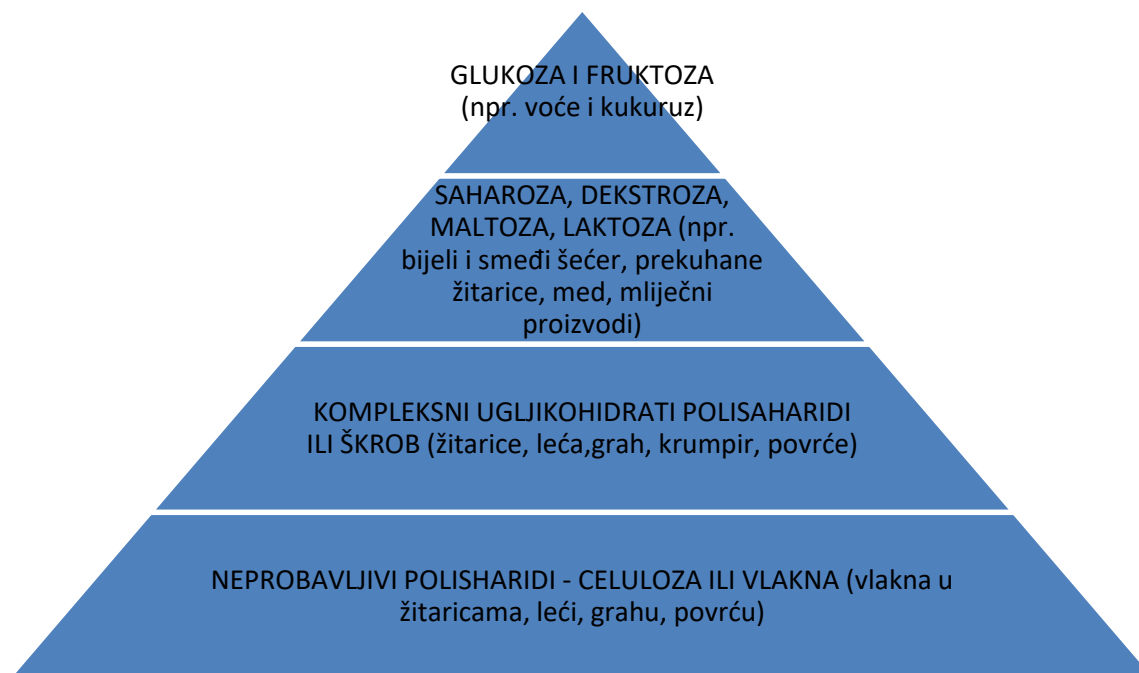 GLUKOZA I FRUKTOZA
(npr. voće i kukuruz)
SAHAROZA, DEKSTROZA,
MALTOZA, LAKTOZA (npr.
bijeli i smeđi šećer, prekuhane
žitarice, med, mliječni
proizvodi)
KOMPLEKSNI UGLJIKOHIDRATI POLISAHARIDI
ILI ŠKROB (žitarice, leća,grah, krumpir, povrće)
NEPROBAVLJIVI POLISHARIDI - CELULOZA ILI VLAKNA (vlakna u
žitaricama, leći, grahu, povrću)